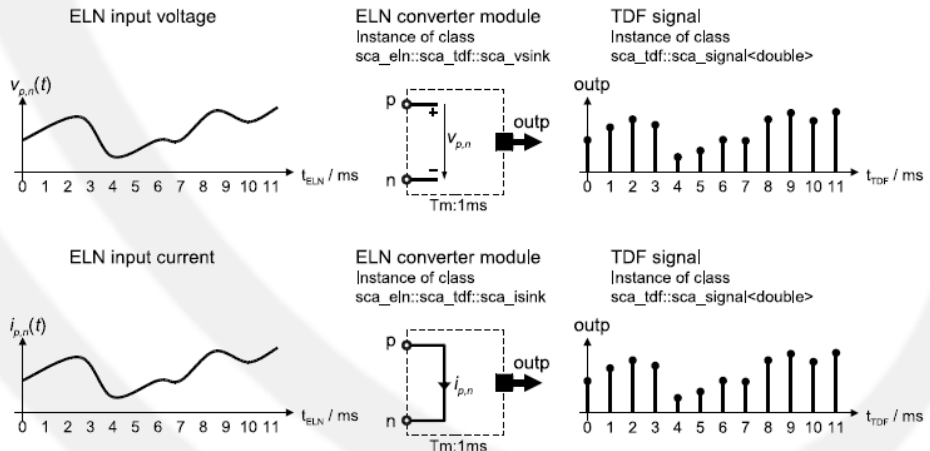 ELN input voltage
ELN converter module
Instance of class
sca_eln::sca_tdf::sca_vsink
TDF signal
Instance of class
sca_tdf::sca_signal<double>
v_p,n(t)
0 1 2 3 4 5 6 7 8 9 10 11
t_ELN / ms
p
+
v_p,n
−
n
outp
Tm:1ms
outp
0 1 2 3 4 5 6 7 8 9 10 11
t_TDF / ms
ELN input current
ELN converter module
Instance of class
sca_eln::sca_tdf::sca_isink
TDF signal
Instance of class
sca_tdf::sca_signal<double>
i_p,n(t)
0 1 2 3 4 5 6 7 8 9 10 11
t_ELN / ms
p
i_p,n
n
outp
Tm:1ms
outp
0 1 2 3 4 5 6 7 8 9 10 11
t_TDF / ms